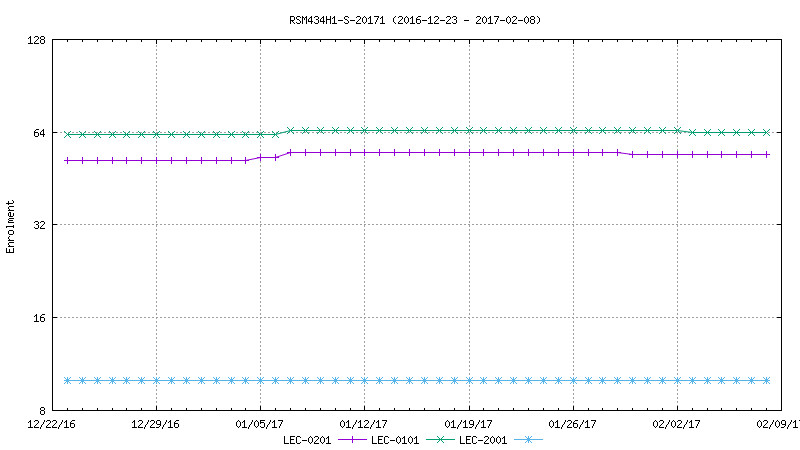 RSM434H1-S-20171 (2016-12-23 - 2017-02-08)
128
64
32
16
8
Enrolment
12/22/16 12/29/16 01/05/17 01/12/17 01/19/17 01/26/17 02/02/17 02/09/17
LEC-0201 LEC-0101 LEC-2001